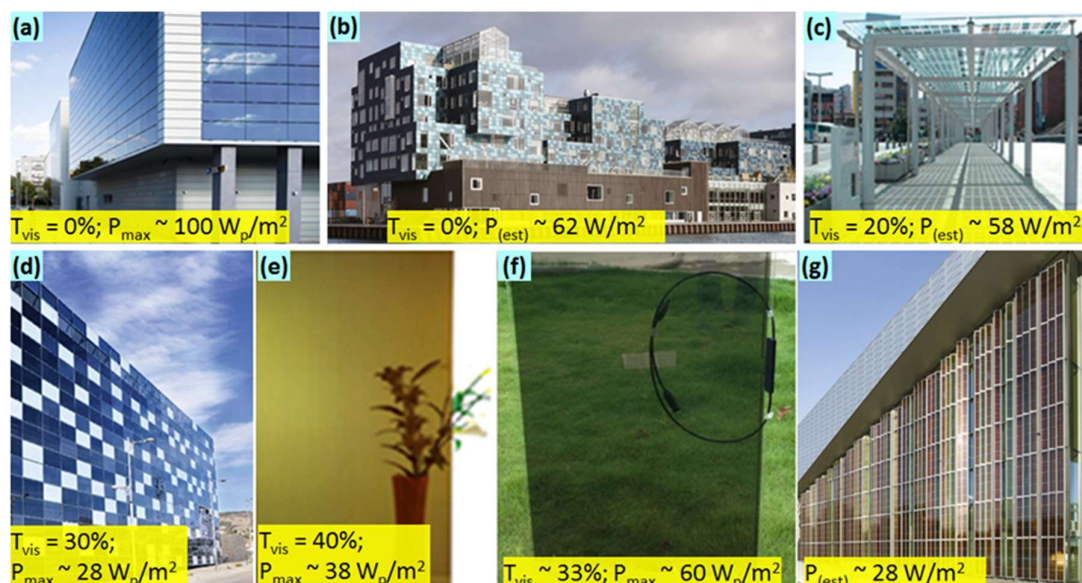 (a)
T_vis = 0%; P_max ~ 100 W_p/m²
(b)
T_vis = 0%; P_(est) ~ 62 W/m²
(c)
T_vis = 20%; P_(est) ~ 58 W/m²
(d)
T_vis = 30%;
P_max ~ 28 W_p/m²
(e)
T_vis = 40%;
P_max ~ 38 W_p/m²
(f)
T_vis ~ 33%; P_max ~ 60 W_p/m²
(g)
P_(est) ~ 28 W/m²